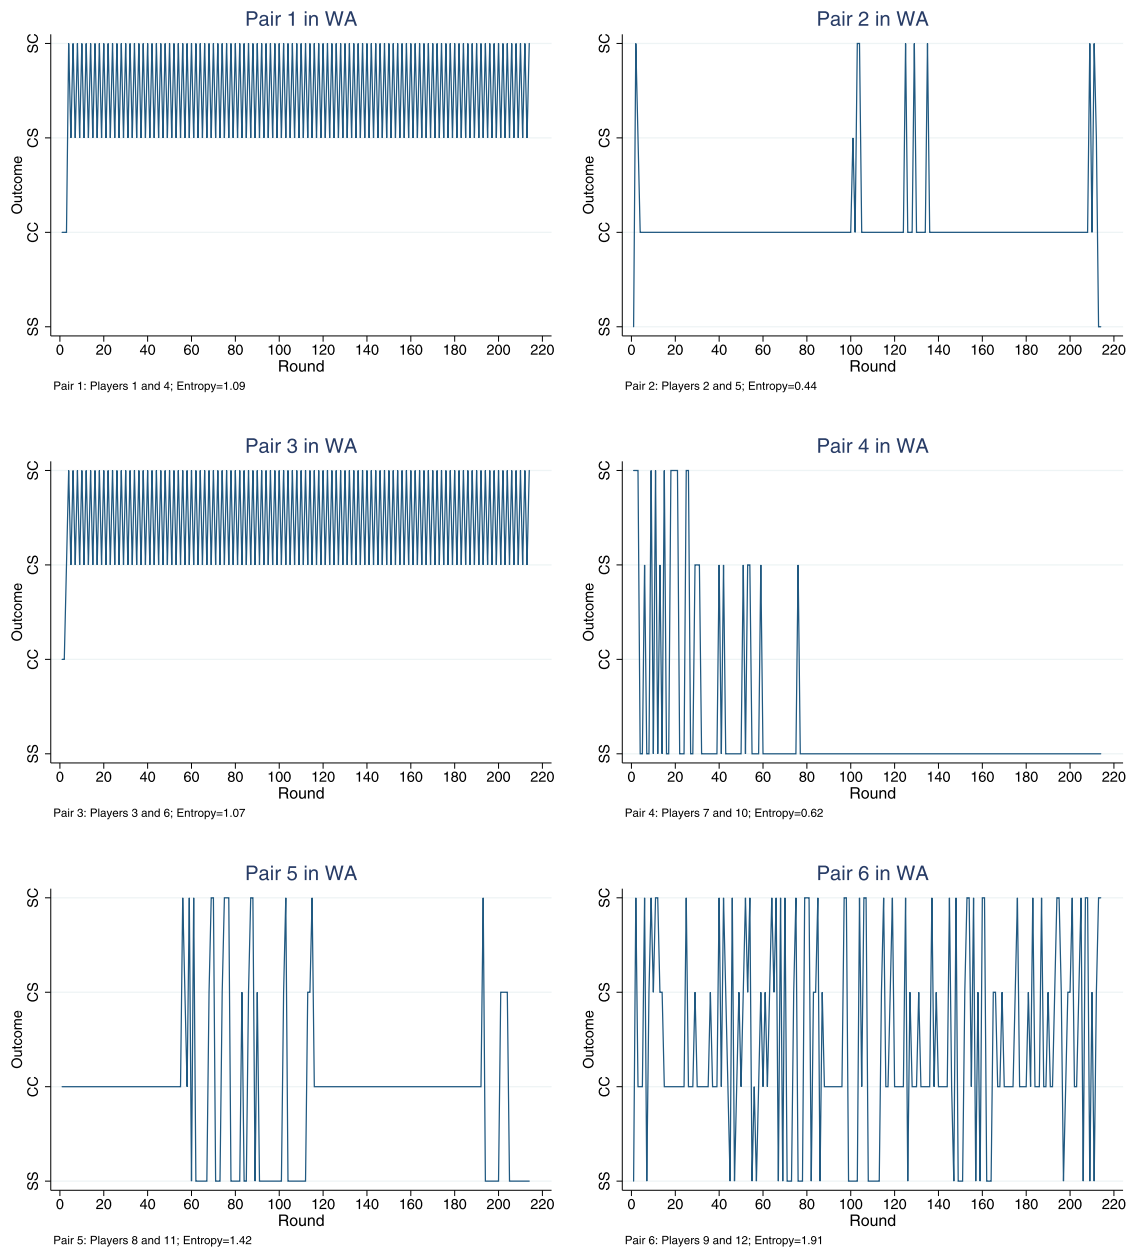 Pair 1 in WA
Outcome
SC
CS
CC
SS
0 20 40 60 80 100 120 140 160 180 200 220
Round
Pair 1: Players 1 and 4; Entropy=1.09
Pair 2 in WA
Outcome
SC
CS
CC
SS
0 20 40 60 80 100 120 140 160 180 200 220
Round
Pair 2: Players 2 and 5; Entropy=0.44
Pair 3 in WA
Outcome
SC
CS
CC
SS
0 20 40 60 80 100 120 140 160 180 200 220
Round
Pair 3: Players 3 and 6; Entropy=1.07
Pair 4 in WA
Outcome
SC
CS
CC
SS
0 20 40 60 80 100 120 140 160 180 200 220
Round
Pair 4: Players 7 and 10; Entropy=0.62
Pair 5 in WA
Outcome
SC
CS
CC
SS
0 20 40 60 80 100 120 140 160 180 200 220
Round
Pair 5: Players 8 and 11; Entropy=1.42
Pair 6 in WA
Outcome
SC
CS
CC
SS
0 20 40 60 80 100 120 140 160 180 200 220
Round
Pair 6: Players 9 and 12; Entropy=1.91